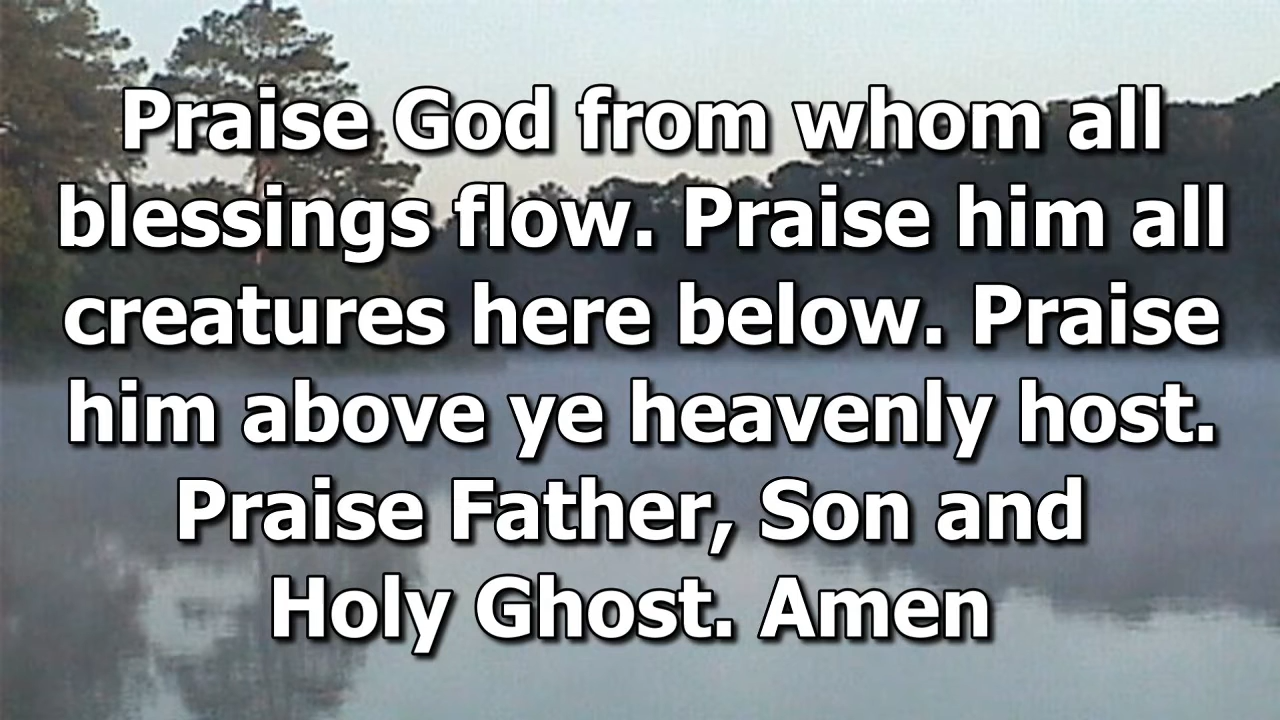 Praise God from whom all
blessings flow. Praise him all
creatures here below. Praise
him above ye heavenly host.
Praise Father, Son and
Holy Ghost. Amen